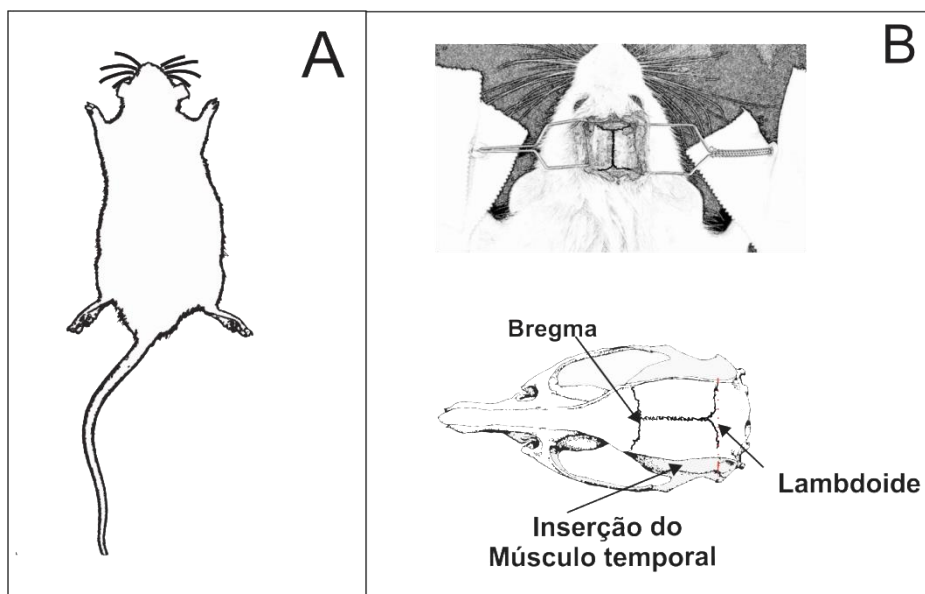 A
B
Bregma
Lambdoide
Inserção do
Músculo temporal